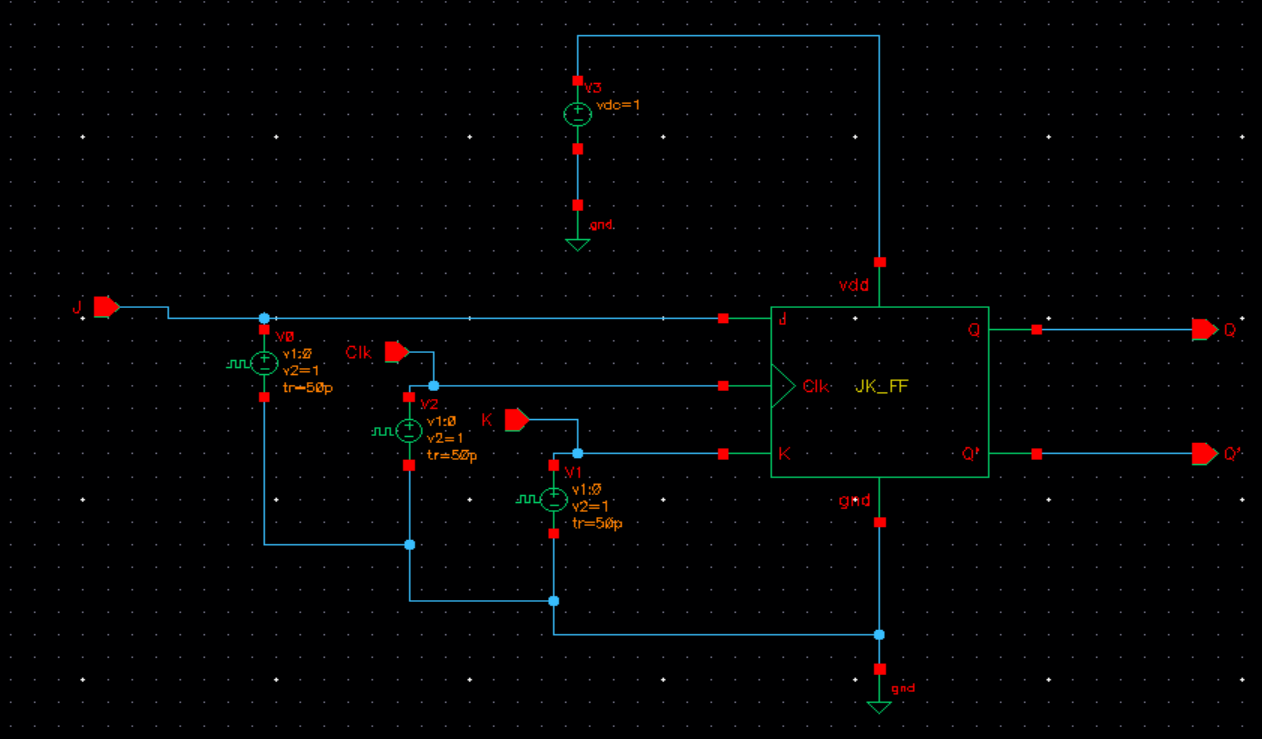 V3
vdc=1
gnd
vdd
J
V0
v1:0
v2=1
tr=50p
Clk
V2
v1:0
v2=1
tr=50p
K
V1
v1:0
v2=1
tr=50p
J
Clk
JK_FF
K
Q
Q'
gnd
Q
Q'
gnd